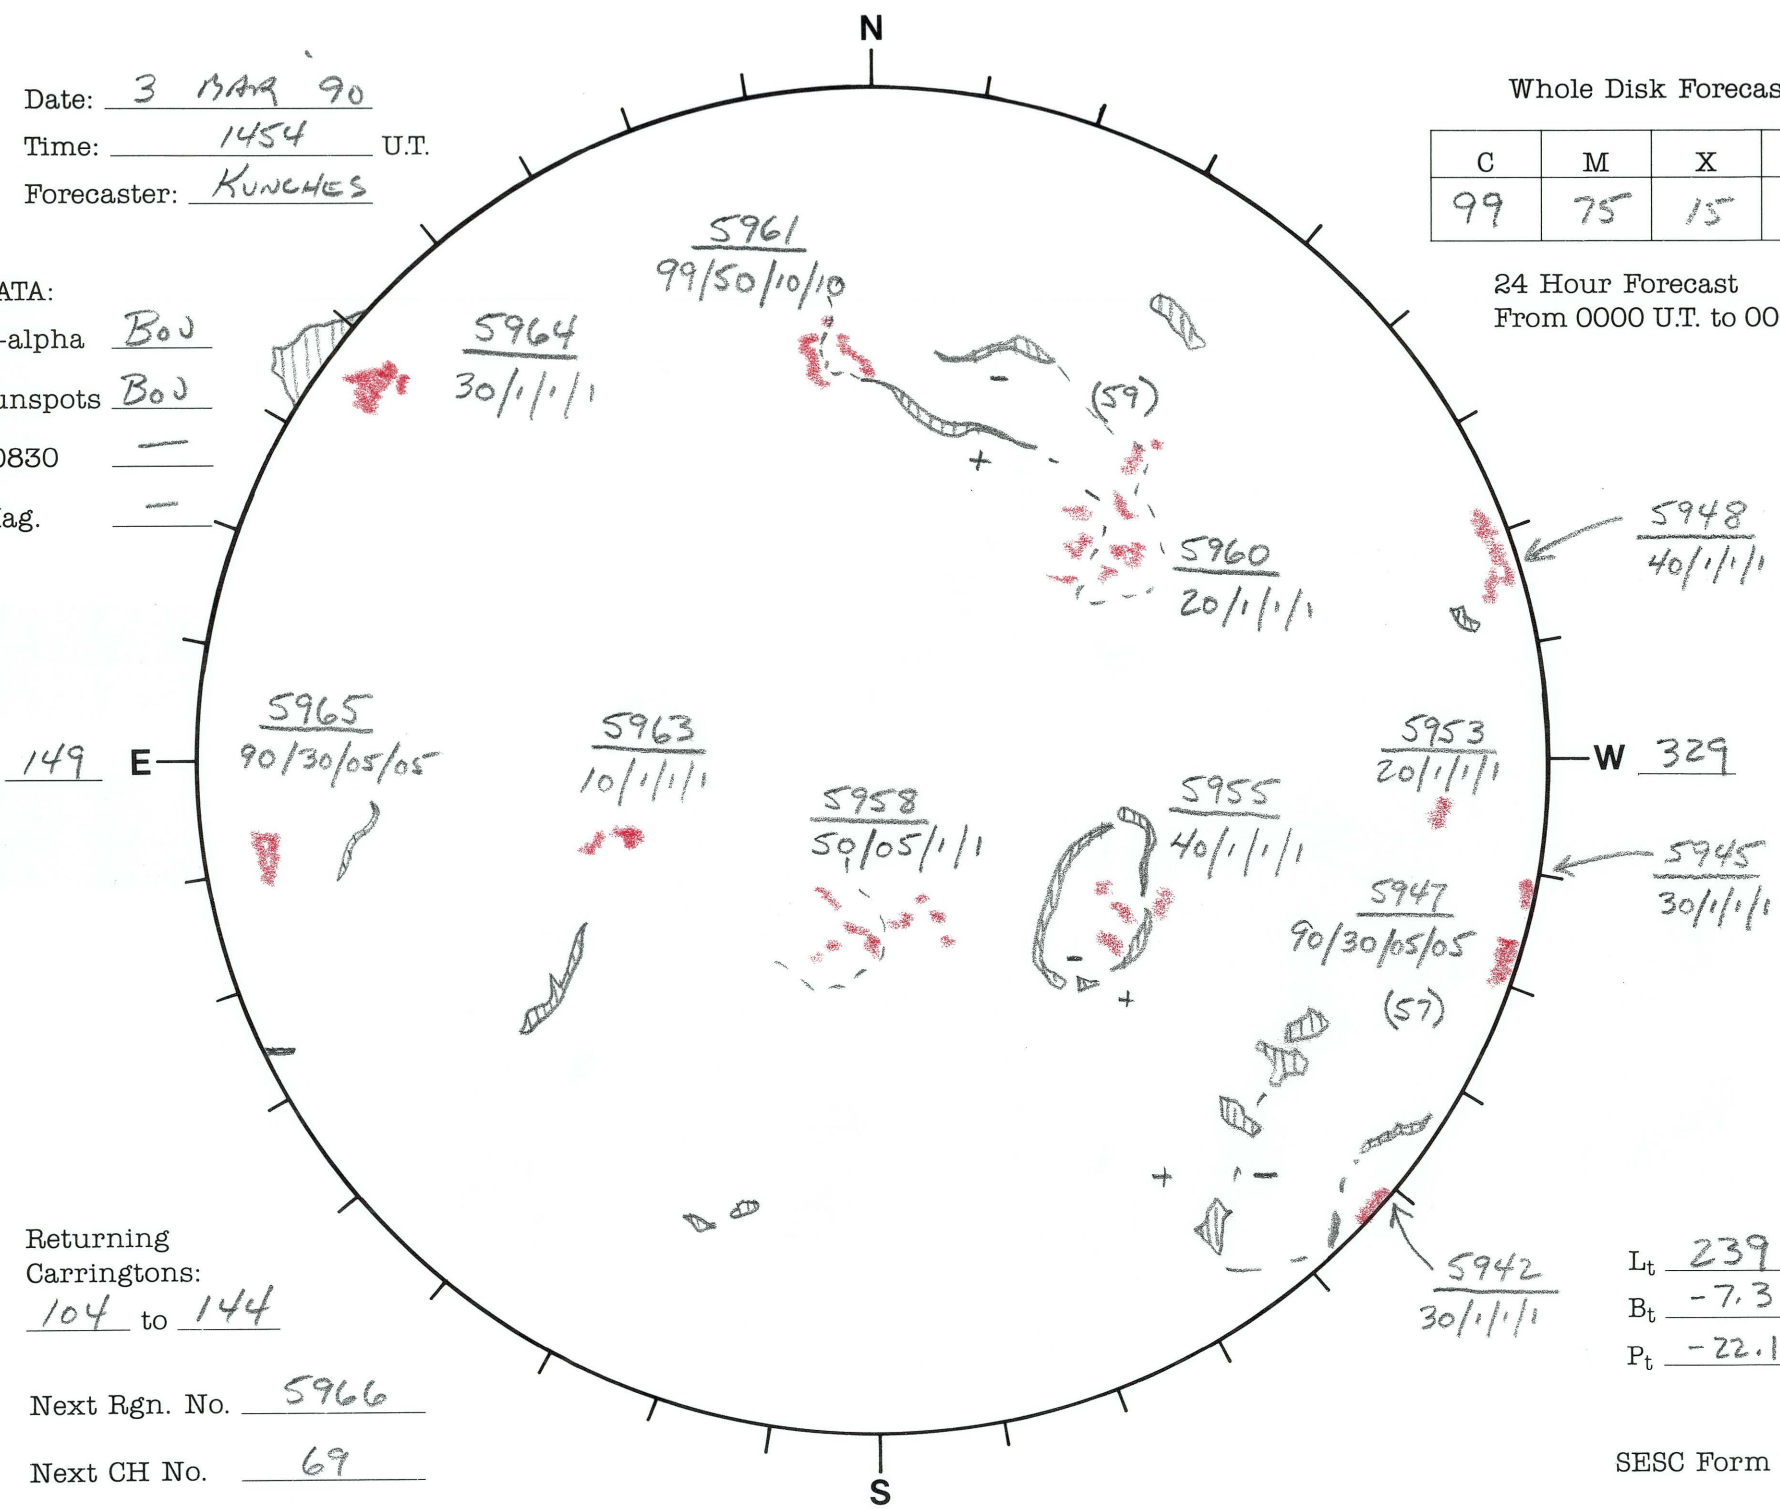 N
Date: 3 MAR '90
Time: 1454 U.T.
Forecaster: KUNCHES
Whole Disk Forecas
C M X
99 75 15
24 Hour Forecast
From 0000 U.T. to 00
ATA:
-alpha BOU
unspots BOU
0830 —
Mag. —
5961
99/50/10/10
5964
30/1/1/1
-
(59)
+
5960
20/1/1/1
5948
40/1/1/1
149 E
W 329
5965
90/30/05/05
5963
10/1/1/1
5958
50/05/1/1
5955
40/1/1/1
5953
20/1/1/1
5945
30/1/1/1
5947
90/30/05/05
(57)
-
+
+ -
5942
30/1/1/1
Returning
Carringtons:
104 to 144
Next Rgn. No. 5966
Next CH No. 69
Lt 239
Bt -7.3
Pt -22.1
SESC Form
S